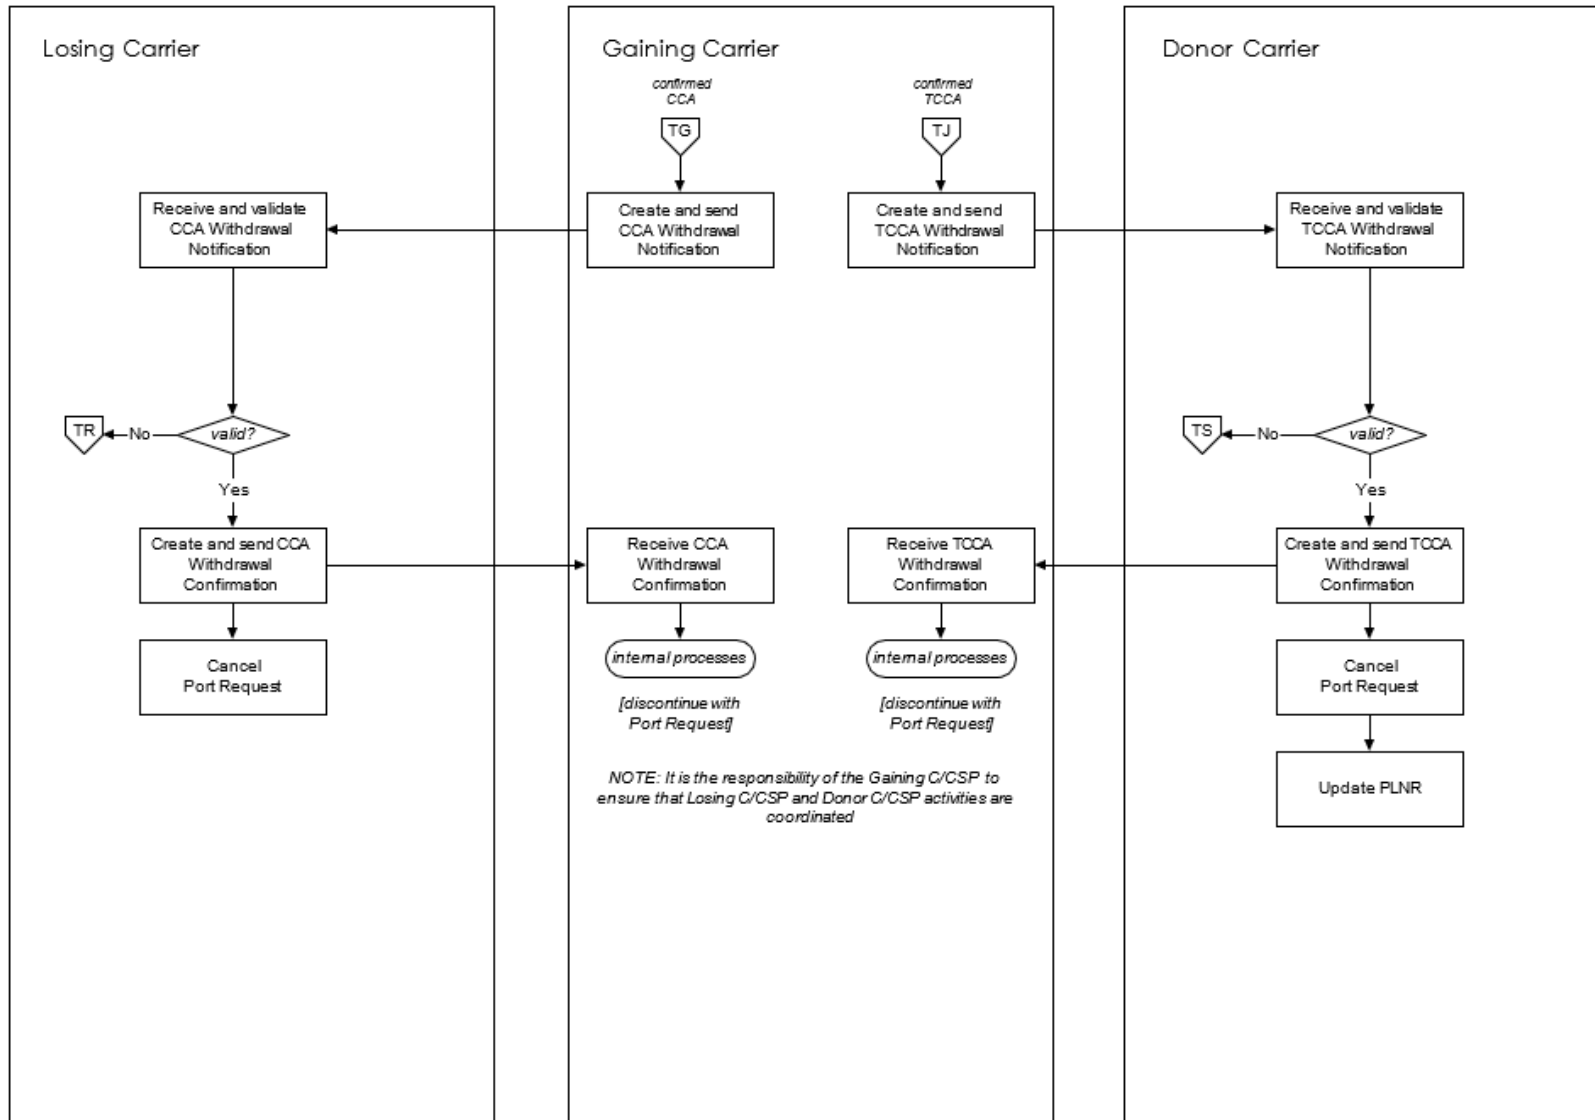 Losing Carrier
Gaining Carrier
Donor Carrier
confirmed
CCA
confirmed
TCCA
TG
TJ
Receive and validate
CCA Withdrawal
Notification
Create and send
CCA Withdrawal
Notification
Create and send
TCCA Withdrawal
Notification
Receive and validate
TCCA Withdrawal
Notification
TR
No
valid?
TS
No
valid?
Yes
Yes
Create and send CCA
Withdrawal
Confirmation
Receive CCA
Withdrawal
Confirmation
Receive TCCA
Withdrawal
Confirmation
Create and send TCCA
Withdrawal
Confirmation
Cancel
Port Request
internal processes
internal processes
Cancel
Port Request
[discontinue with
Port Request]
[discontinue with
Port Request]
NOTE: It is the responsibility of the Gaining C/CSP to
ensure that Losing C/CSP and Donor C/CSP activities are
coordinated
Update PLNR